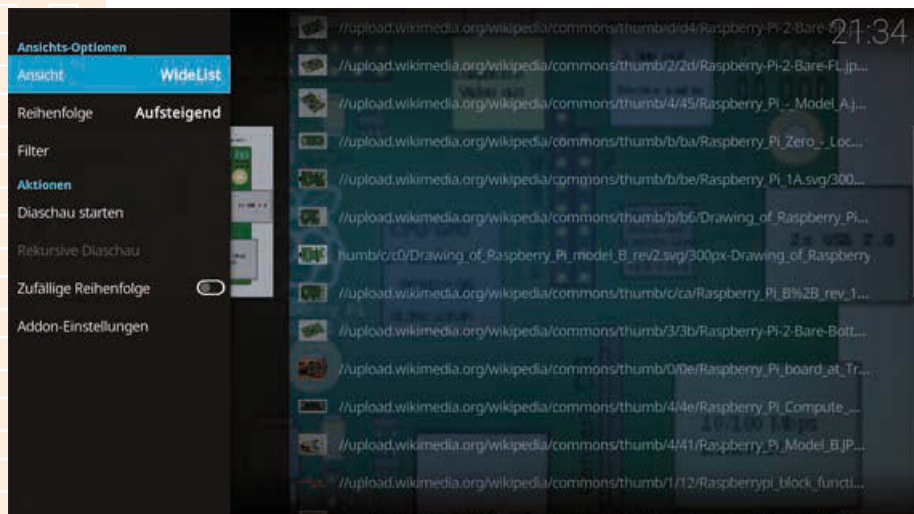 21:34
Ansichts-Optionen
Ansicht WideList
Reihenfolge Aufsteigend
Filter
Aktionen
Diaschau starten
Rekursive Diaschau
Zufällige Reihenfolge
Addon-Einstellungen
//upload.wikimedia.org/wikipedia/commons/thumb/d/d4/Raspberry-Pi-2-Bare-
//upload.wikimedia.org/wikipedia/commons/thumb/2/2d/Raspberry-Pi-2-Bare-FL.jp...
//upload.wikimedia.org/wikipedia/commons/thumb/4/45/Raspberry_Pi_-_Model_A.j...
//upload.wikimedia.org/wikipedia/commons/thumb/b/ba/Raspberry_Pi_Zero_-_Loc...
//upload.wikimedia.org/wikipedia/commons/thumb/b/be/Raspberry_Pi_1A.svg/300...
//upload.wikimedia.org/wikipedia/commons/thumb/b/b6/Drawing_of_Raspberry_Pi...
humb/c/c0/Drawing_of_Raspberry_Pi_model_B_rev2.svg/300px-Drawing_of_Raspberry
//upload.wikimedia.org/wikipedia/commons/thumb/c/ca/Raspberry_Pi_B%2B_rev_1...
//upload.wikimedia.org/wikipedia/commons/thumb/3/3b/Raspberry-Pi-2-Bare-Bott...
//upload.wikimedia.org/wikipedia/commons/thumb/0/0e/Raspberry_Pi_board_at_Tr...
//upload.wikimedia.org/wikipedia/commons/thumb/4/4e/Raspberry_Pi_Compute_...
//upload.wikimedia.org/wikipedia/commons/thumb/4/41/Raspberry_Pi_Model_B.JP...
//upload.wikimedia.org/wikipedia/commons/thumb/1/12/Raspberrypi_block_functi...
2x USB 2.0
10/100 Mbps